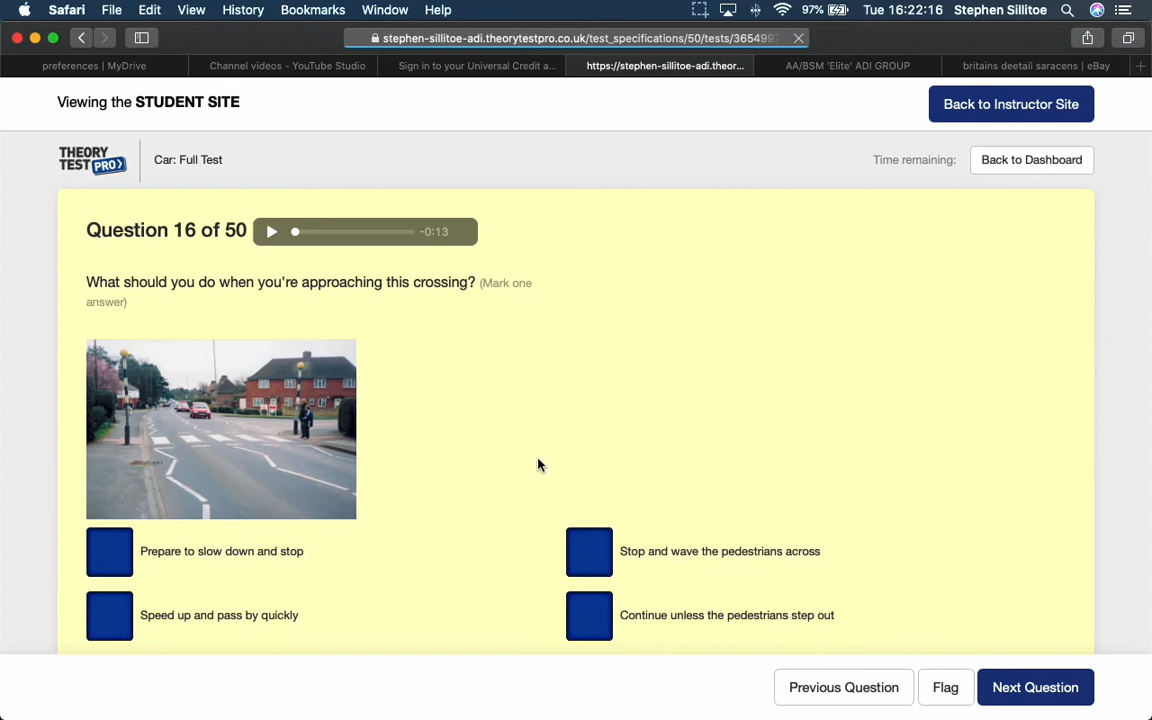 Safari File Edit View History Bookmarks Window Help 97% Tue 16:22:16 Stephen Sillitoe
stephen-sillitoe-adi.theorytestpro.co.uk/test_specifications/50/tests/3654997
preferences | MyDrive Channel videos - YouTube Studio Sign in to your Universal Credit a... https://stephen-sillitoe-adi.theor... AA/BSM 'Elite' ADI GROUP britains deetail saracens | eBay
Viewing the STUDENT SITE Back to Instructor Site
THEORY
TEST PRO Car: Full Test Time remaining: Back to Dashboard
Question 16 of 50 -0:13
What should you do when you're approaching this crossing? (Mark one
answer)
Prepare to slow down and stop Stop and wave the pedestrians across
Speed up and pass by quickly Continue unless the pedestrians step out
Previous Question Flag Next Question